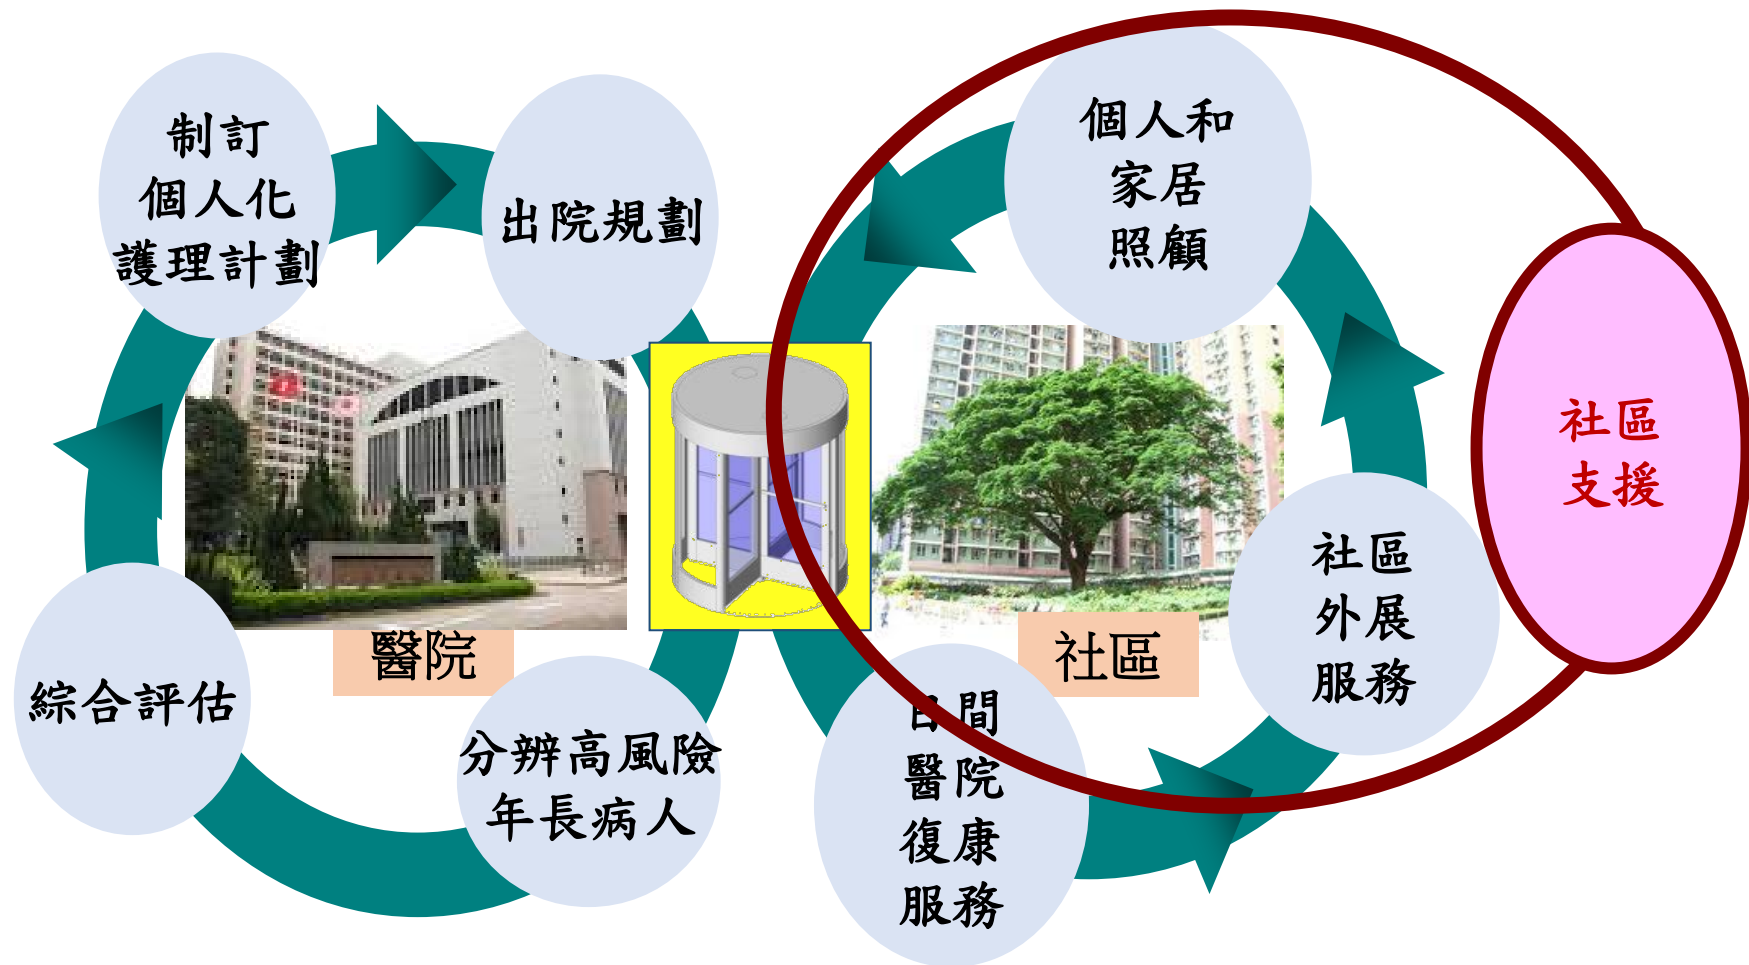 制訂
個人化
護理計劃
出院規劃
個人和
家居
照顧
社區
支援
社區
外展
服務
醫院
社區
綜合評估
分辨高風險
年長病人
日間
醫院
復康
服務